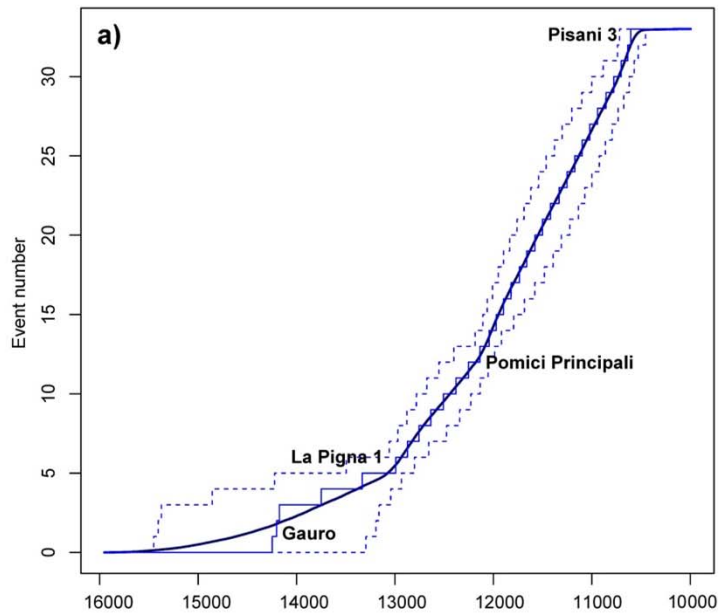 a)
Pisani 3
30
25
20
15
10
5
0
Event number
Pomici Principali
La Pigna 1
Gauro
16000 15000 14000 13000 12000 11000 10000